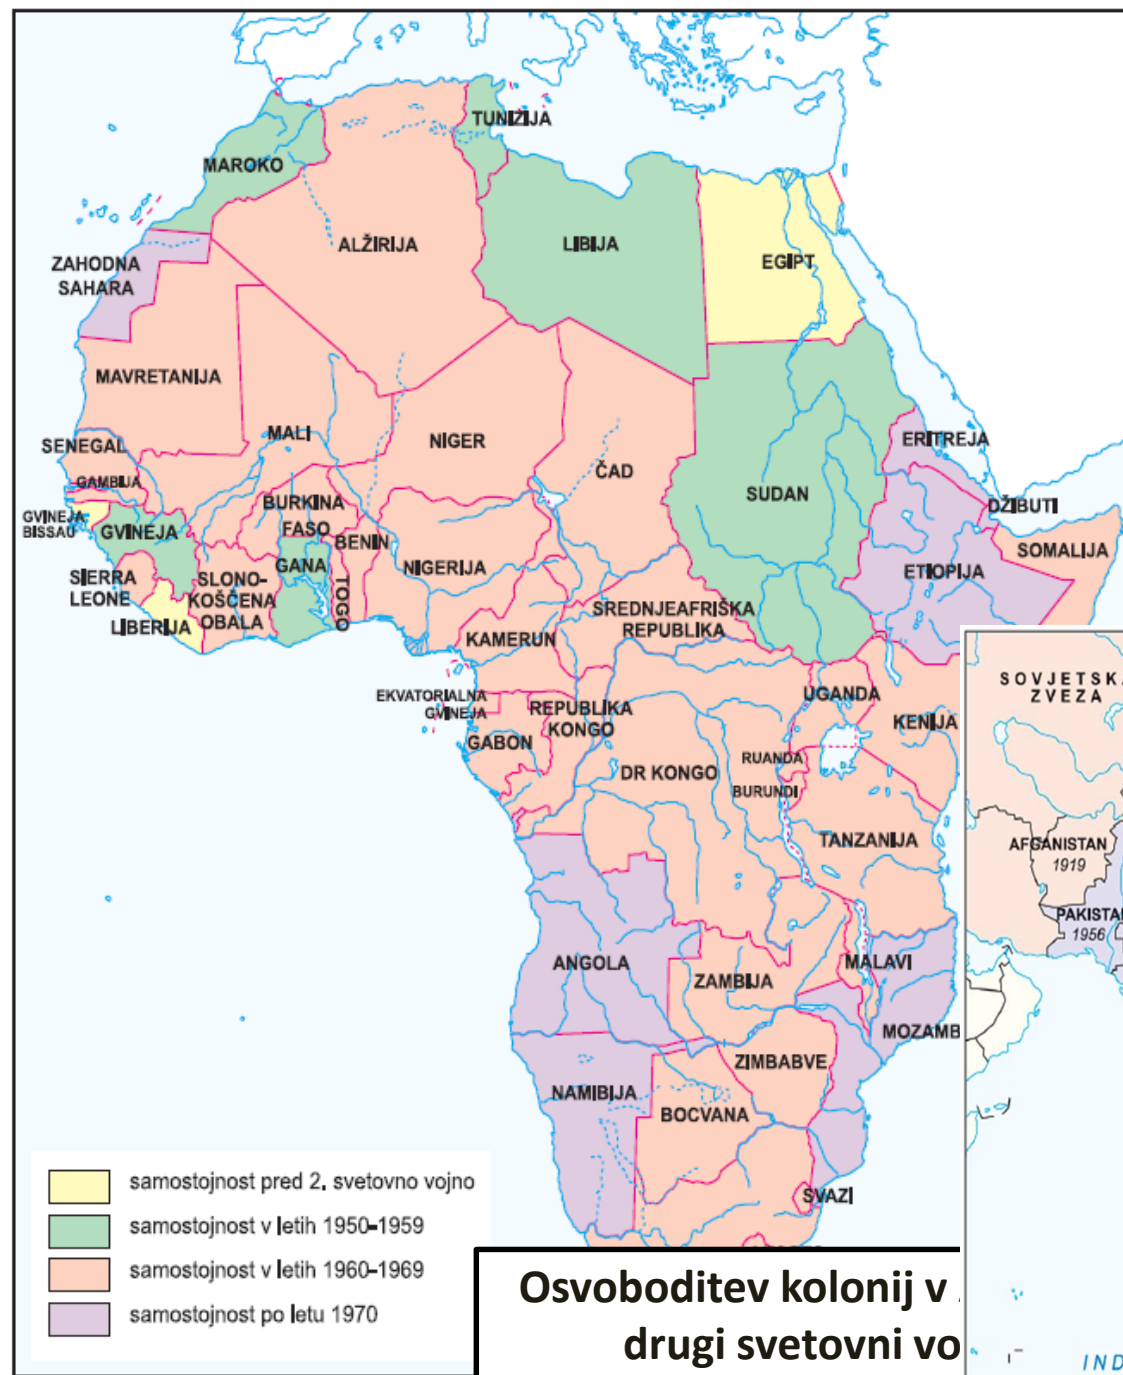 TUNIZIJA
MAROKO
ALŽIRIJA
LIBIJA
EGIPT
ZAHODNA
SAHARA
MAVRETANIJA
MALI
NIGER
ČAD
SUDAN
ERITREJA
DŽIBUTI
SENEGAL
GAMBIJA
GVINEJA
BISSAU
GVINEJA
BURKINA
FASO
BENIN
NIGERIJA
ETIOPIJA
SOMALIJA
SIERRA
LEONE
LIBERIJA
SLONO-
KOŠČENA
OBALA
GANA
TOGO
KAMERUN
SREDNJEAFRIŠKA
REPUBLIKA
EKVATORIALNA
GVINEJA
GABON
REPUBLIKA
KONGO
DR KONGO
UGANDA
KENIJA
RUANDA
BURUNDI
TANZANIJA
ANGOLA
ZAMBIJA
MALAVI
MOZAMB
NAMIBIJA
BOCVANA
ZIMBABVE
SVAZI
samostojnost pred 2. svetovno vojno
samostojnost v letih 1950–1959
samostojnost v letih 1960–1969
samostojnost po letu 1970
Osvoboditev kolonij v
drugi svetovni vo
SOVJETSKA
ZVEZA
AFGANISTAN
1919
PAKISTAN
1956
IND